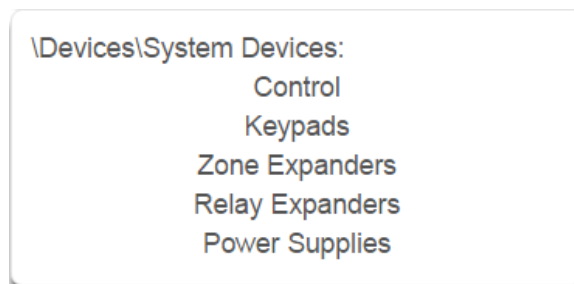 \Devices\System Devices:
Control
Keypads
Zone Expanders
Relay Expanders
Power Supplies